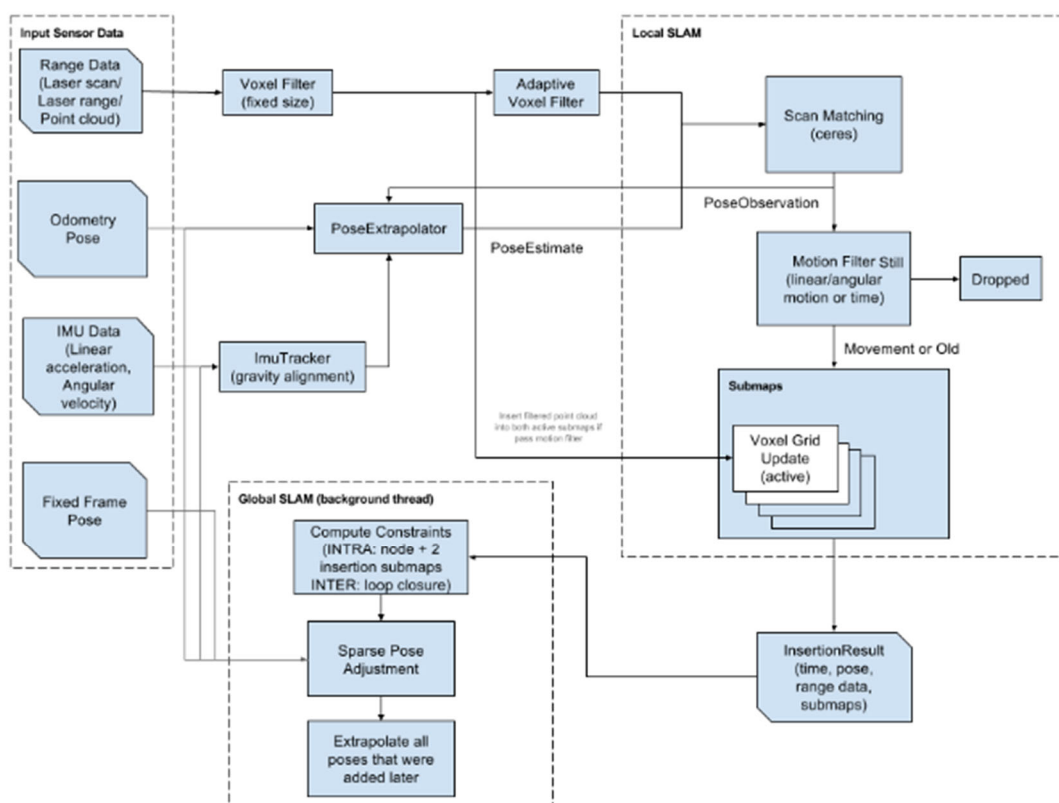 Input Sensor Data
Range Data
(Laser scan/
Laser range/
Point cloud)
Voxel Filter
(fixed size)
Adaptive
Voxel Filter
Local SLAM
Scan Matching
(ceres)
PoseObservation
Odometry
Pose
PoseExtrapolator
PoseEstimate
Motion Filter Still
(linear/angular
motion or time)
Dropped
IMU Data
(Linear
acceleration,
Angular
velocity)
ImuTracker
(gravity alignment)
Movement or Old
Submaps
Insert filtered point cloud
into both active submaps if
pass motion filter
Voxel Grid
Update
(active)
Fixed Frame
Pose
Global SLAM (background thread)
Compute Constraints
(INTRA: node + 2
insertion submaps
INTER: loop closure)
Sparse Pose
Adjustment
Extrapolate all
poses that were
added later
InsertionResult
(time, pose,
range data,
submaps)